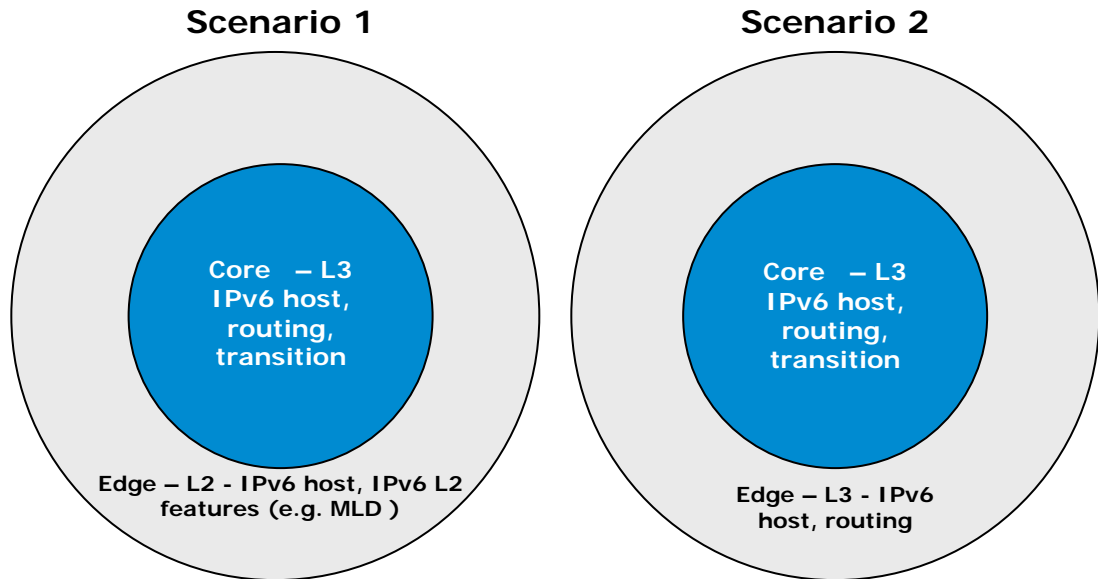 Scenario 1
Core – L3
IPv6 host,
routing,
transition
Edge – L2 - IPv6 host, IPv6 L2
features (e.g. MLD )
Scenario 2
Core – L3
IPv6 host,
routing,
transition
Edge – L3 - IPv6
host, routing